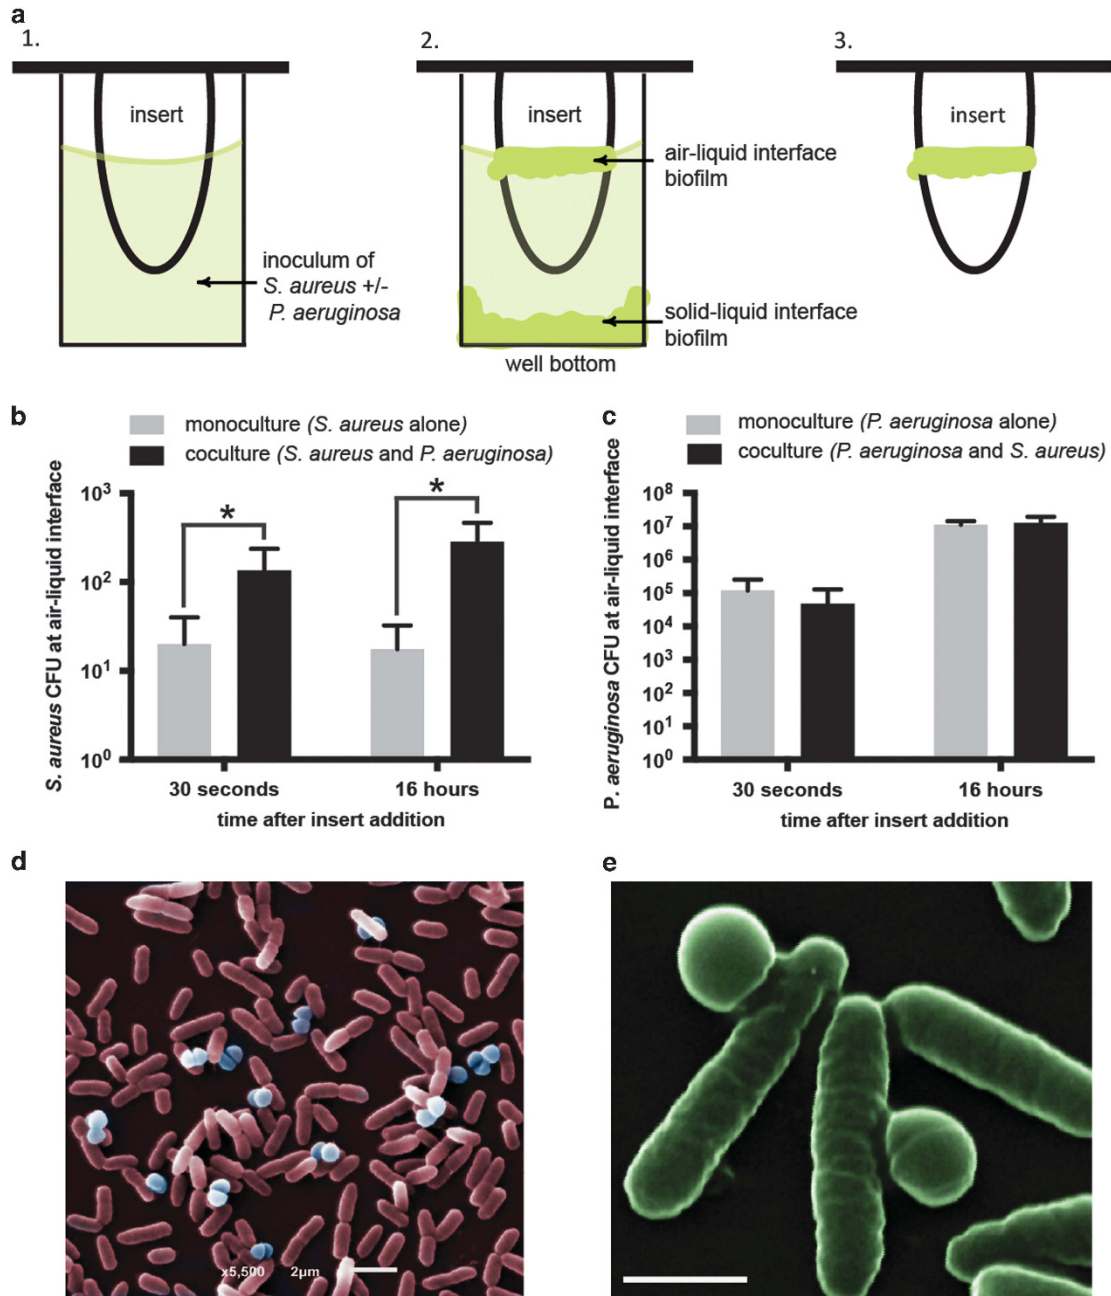 a
1.
2.
3.
insert
insert
insert
air-liquid interface
biofilm
inoculum of
S. aureus +/-
P. aeruginosa
solid-liquid interface
biofilm
well bottom
b
monoculture (S. aureus alone)
coculture (S. aureus and P. aeruginosa)
S. aureus CFU at air-liquid interface
10³
10²
10¹
10⁰
*
*
30 seconds
16 hours
time after insert addition
c
monoculture (P. aeruginosa alone)
coculture (P. aeruginosa and S. aureus)
P. aeruginosa CFU at air-liquid interface
10⁸
10⁷
10⁶
10⁵
10⁴
10³
10²
10¹
10⁰
30 seconds
16 hours
time after insert addition
d
x5,500 2µm
e